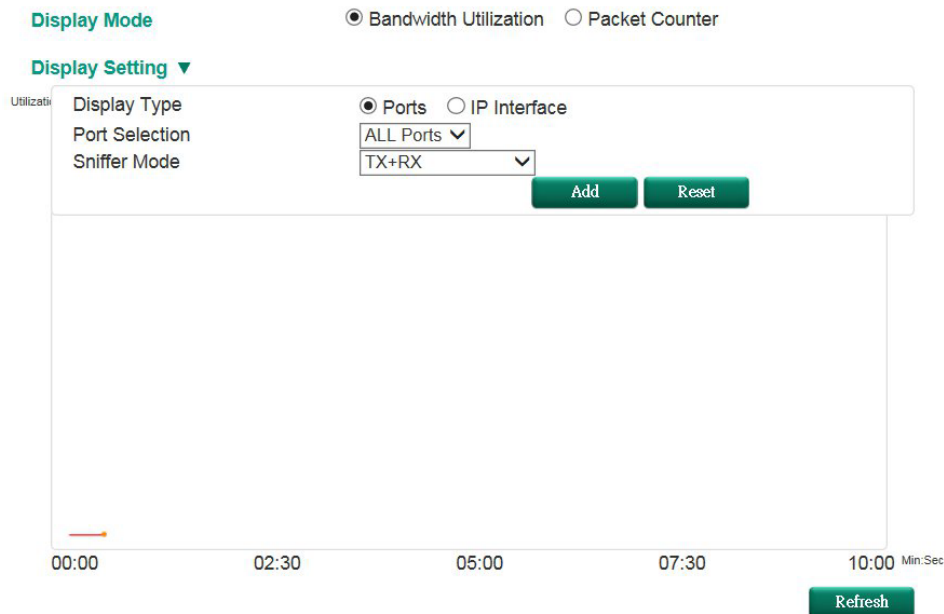 Display Mode Bandwidth Utilization Packet Counter
Display Setting ▼
Display Type Ports IP Interface
Port Selection ALL Ports
Sniffer Mode TX+RX
Add Reset
00:00 02:30 05:00 07:30 10:00 Min:Sec
Refresh